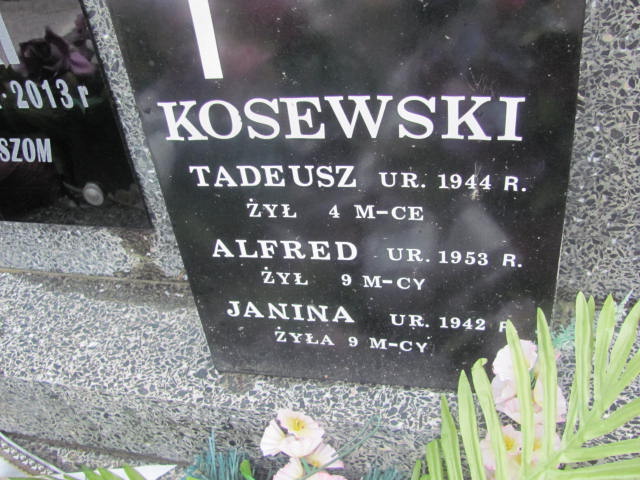 2013 r
SZOM
KOSEWSKI
TADEUSZ UR. 1944 R.
ŻYŁ 4 M-CE
ALFRED UR. 1953 R.
ŻYŁ 9 M-CY
JANINA UR. 1942 R
ŻYŁA 9 M-CY